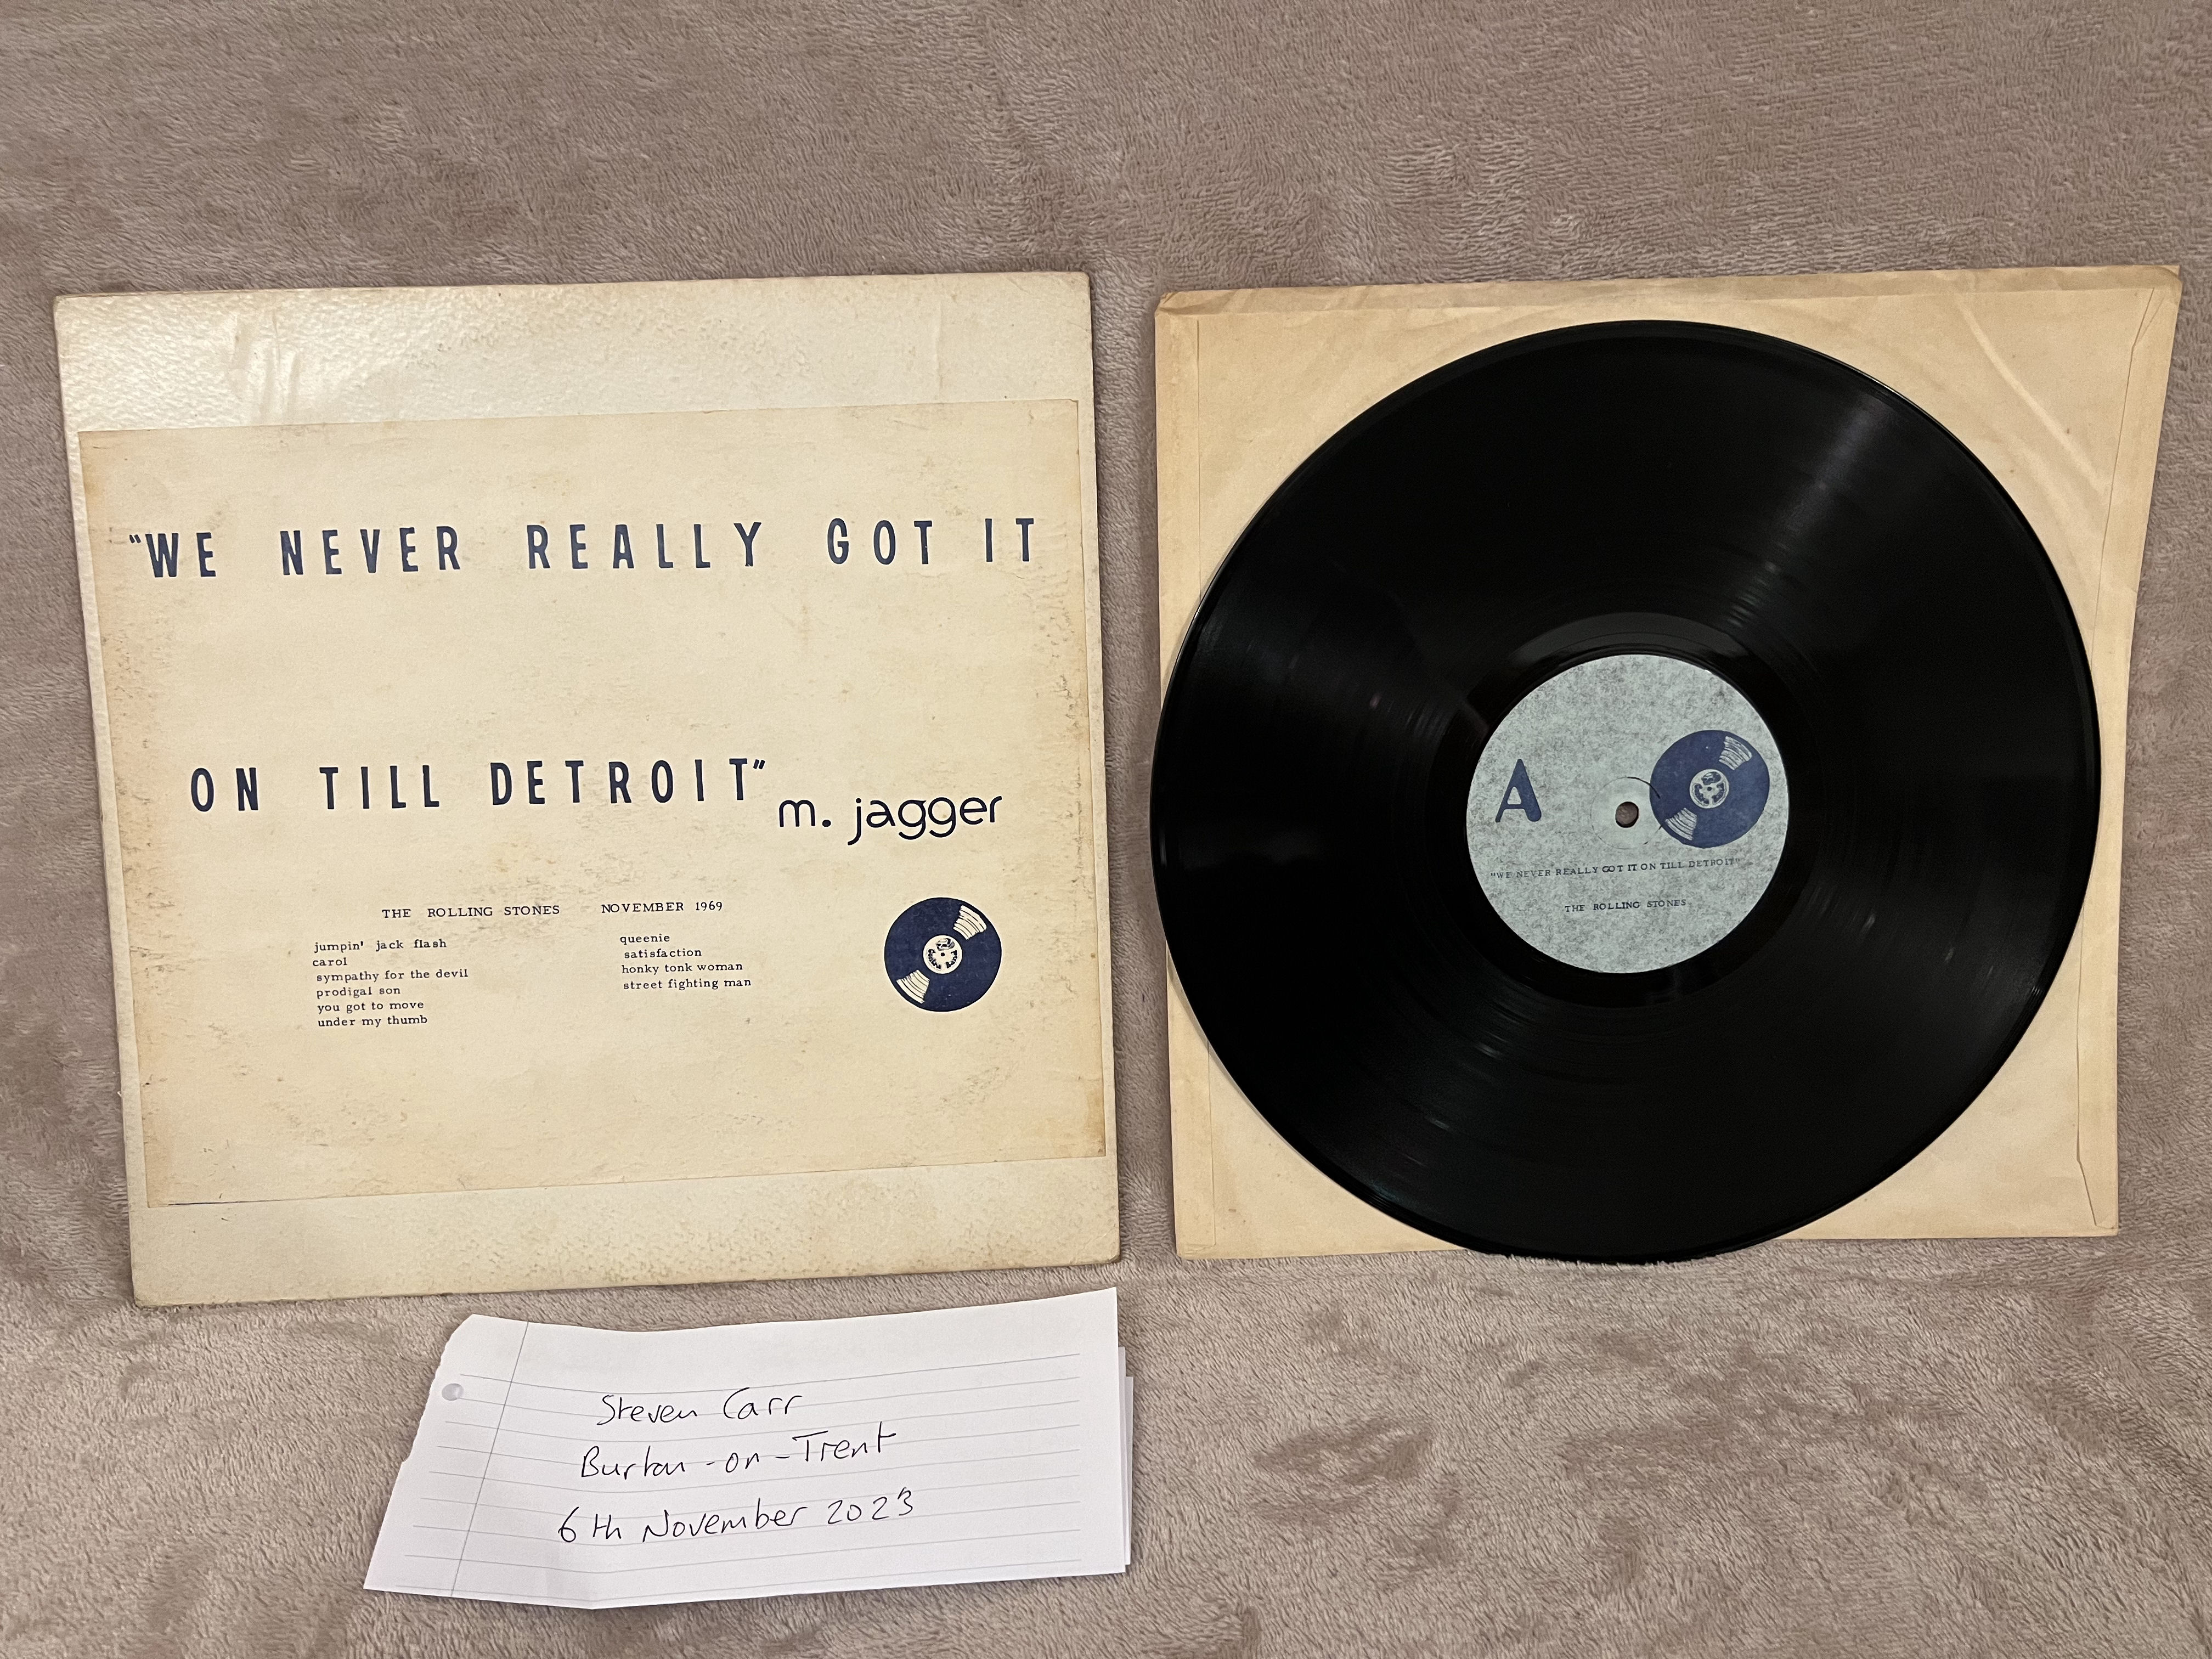 "WE NEVER REALLY GOT IT
ON TILL DETROIT"
m. jagger
THE ROLLING STONES NOVEMBER 1969
jumpin' jack flash
carol
sympathy for the devil
prodigal son
you got to move
under my thumb
queenie
satisfaction
honky tonk woman
street fighting man
A
"WE NEVER REALLY GOT IT ON TILL DETROIT"
THE ROLLING STONES
Steven Carr
Burton-on-Trent
6th November 2023